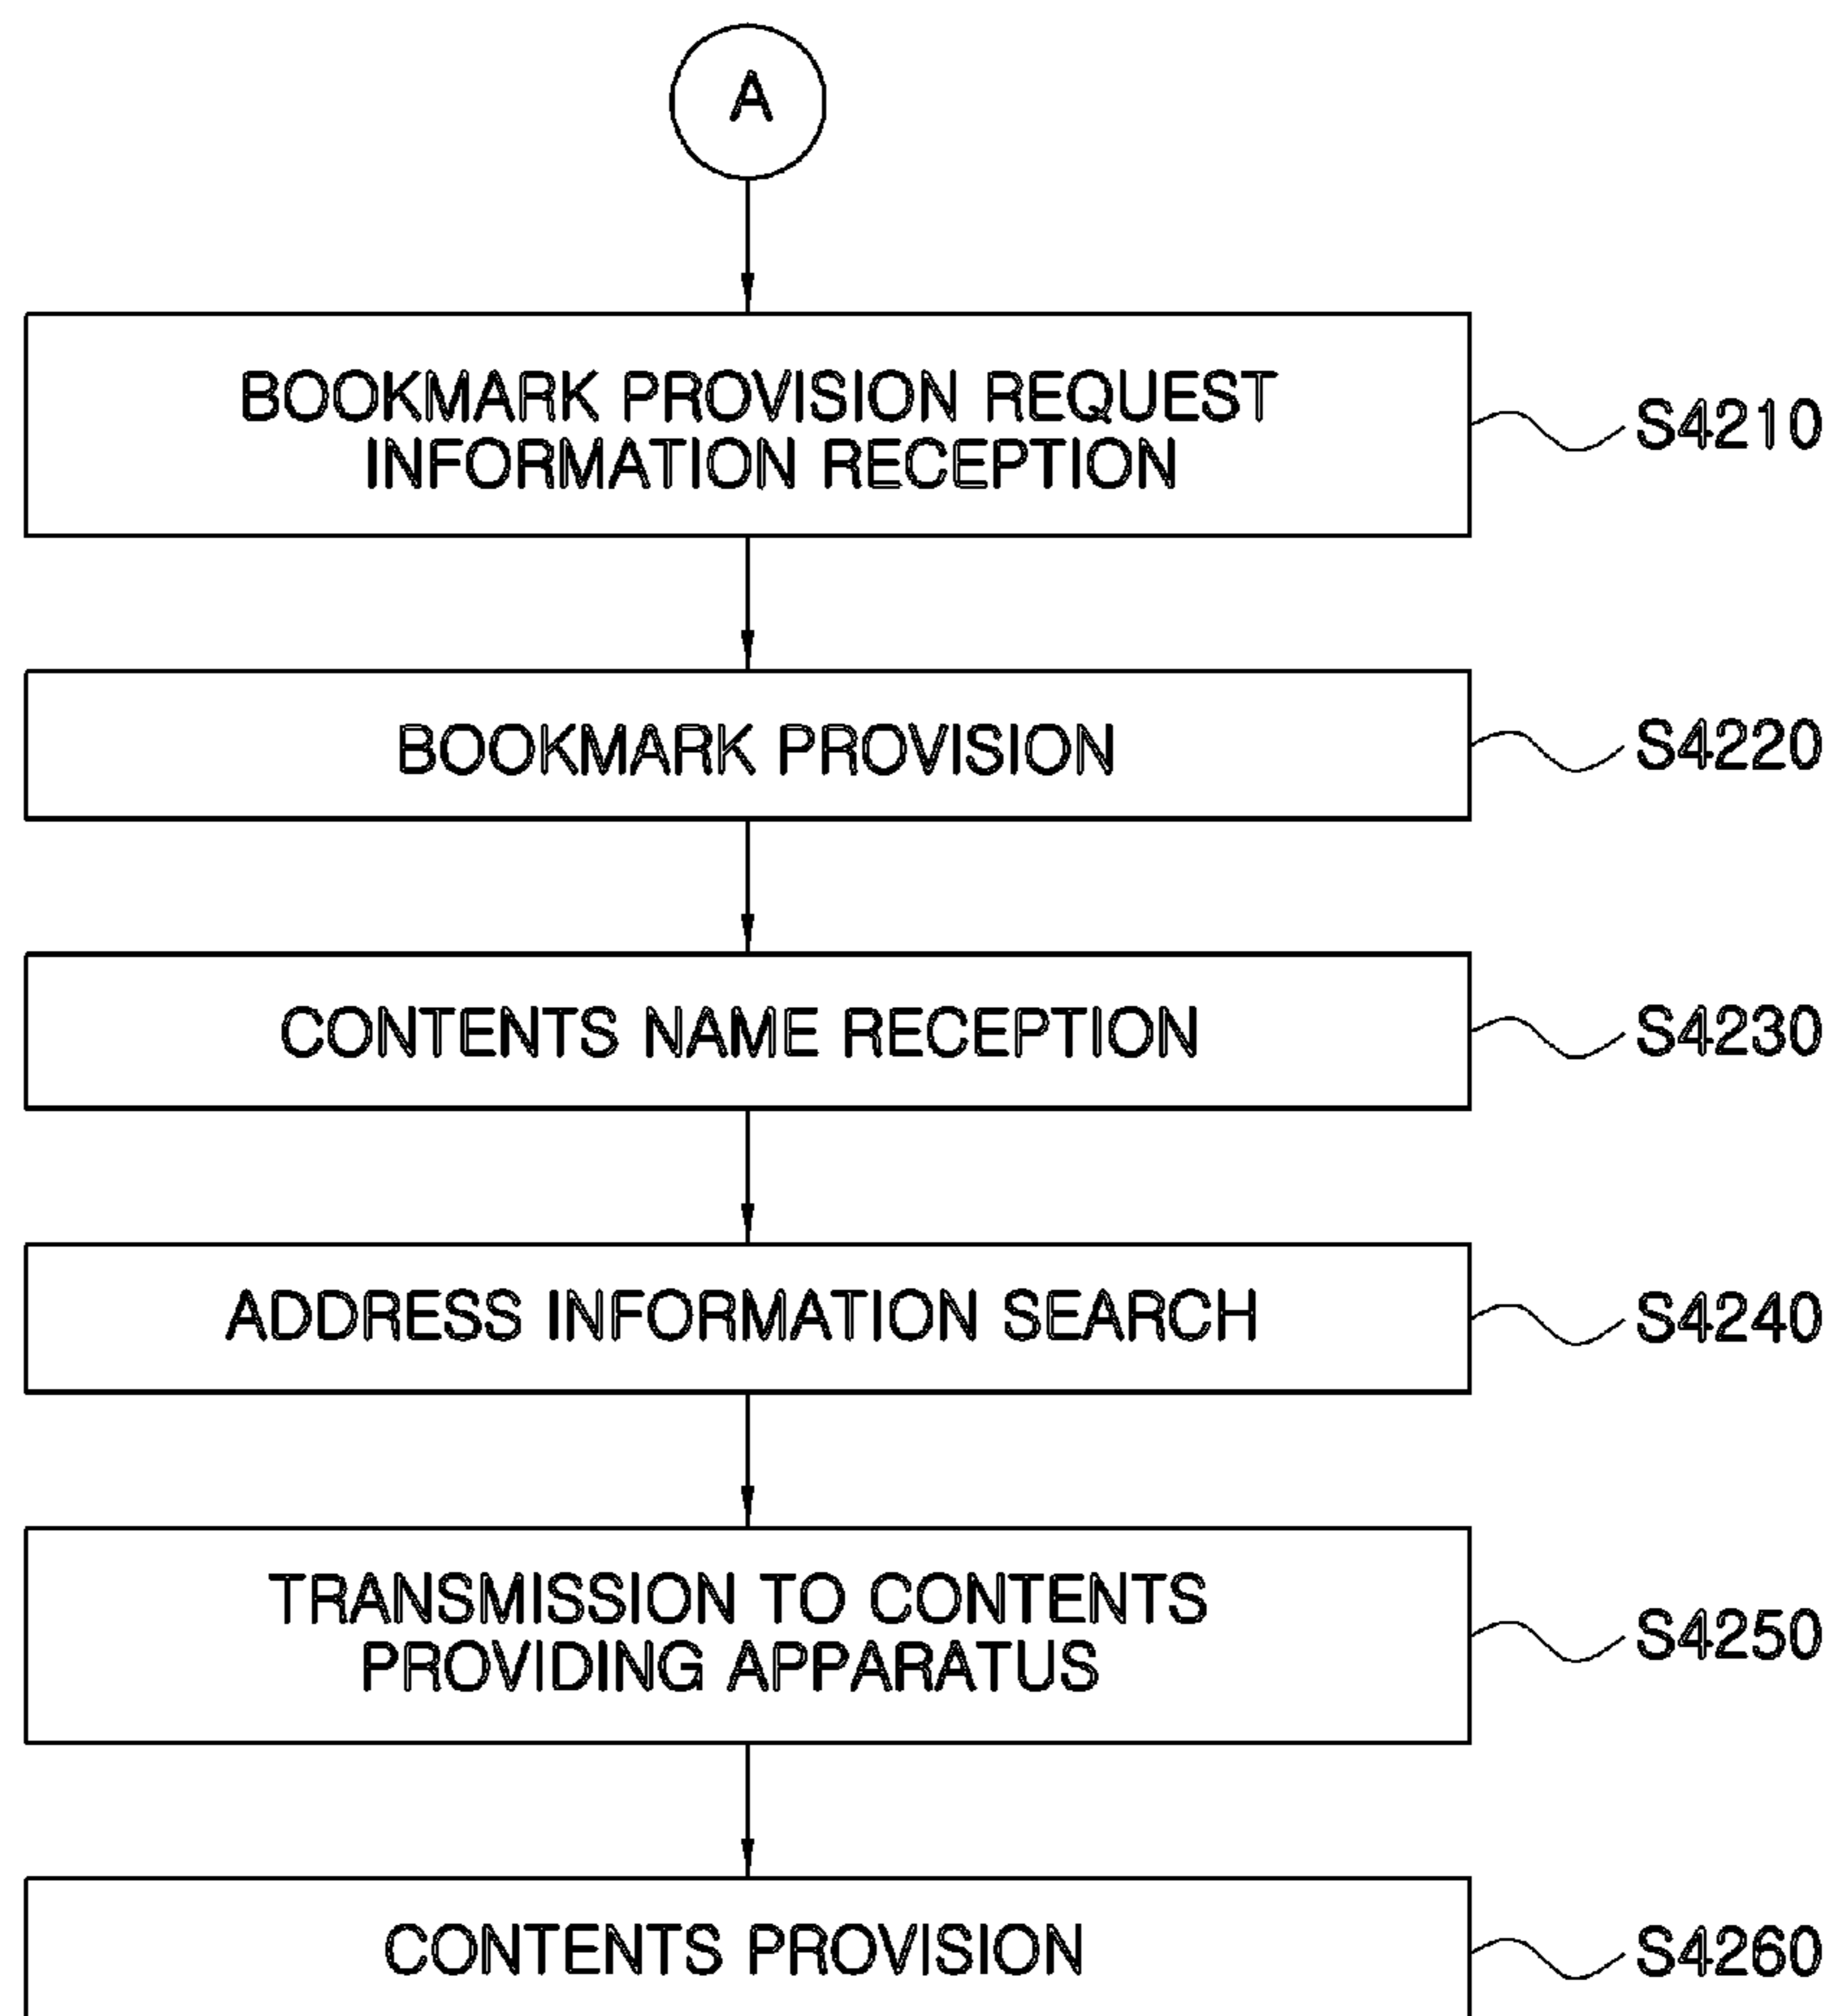 A
BOOKMARK PROVISION REQUEST
INFORMATION RECEPTION
S4210
BOOKMARK PROVISION
S4220
CONTENTS NAME RECEPTION
S4230
ADDRESS INFORMATION SEARCH
S4240
TRANSMISSION TO CONTENTS
PROVIDING APPARATUS
S4250
CONTENTS PROVISION
S4260